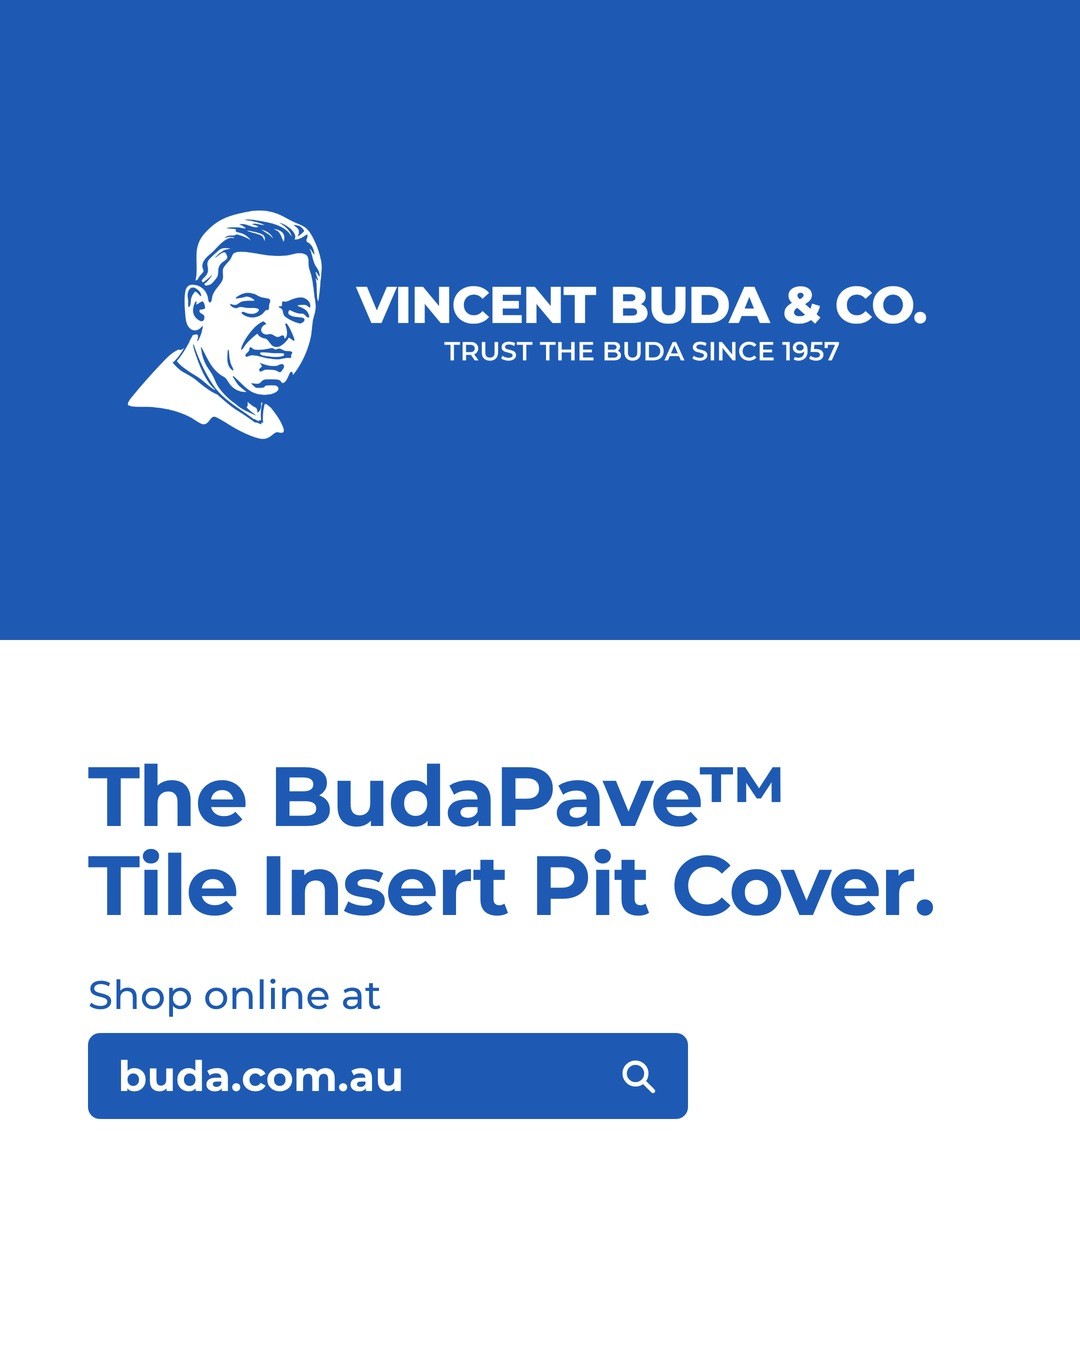 VINCENT BUDA & CO.
TRUST THE BUDA SINCE 1957
The BudaPave™
Tile Insert Pit Cover.
Shop online at
buda.com.au